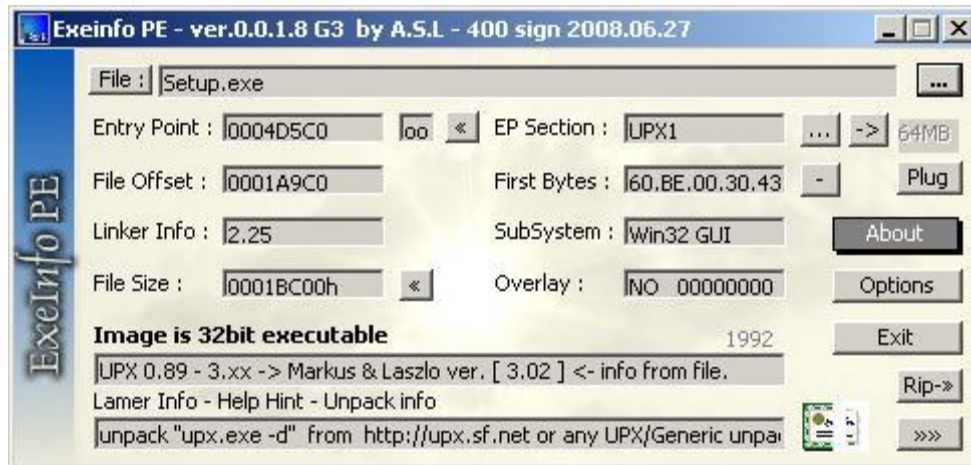 Exeinfo PE - ver.0.0.1.8 G3 by A.S.L - 400 sign 2008.06.27
File : Setup.exe ...
Entry Point : 0004D5C0 oo « EP Section : UPX1 ... -> 64MB
File Offset : 0001A9C0 First Bytes : 60.BE.00.30.43 - Plug
Linker Info : 2.25 SubSystem : Win32 GUI About
File Size : 0001BC00h « Overlay : NO 00000000 Options
Image is 32bit executable 1992 Exit
UPX 0.89 - 3.xx -> Markus & Laszlo ver. [ 3.02 ] <- info from file.
Lamer Info - Help Hint - Unpack info Rip-»
unpack "upx.exe -d" from http://upx.sf.net or any UPX/Generic unpa »»
ExeInfo PE